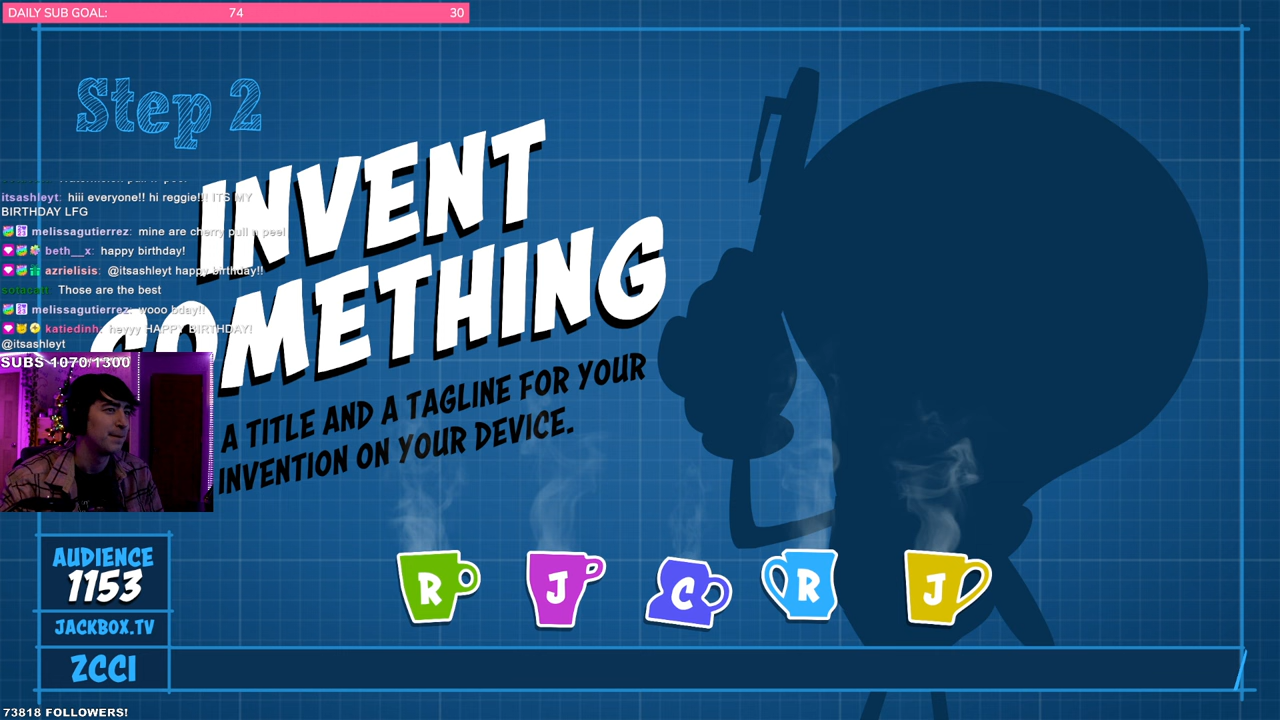 DAILY SUB GOAL: 74 30
Step 2
INVENT
SOMETHING
A TITLE AND A TAGLINE FOR YOUR
INVENTION ON YOUR DEVICE.
itsashleyt: hiii everyone!! hi reggie!!! ITS MY
BIRTHDAY LFG
melissagutierrez: mine are cherry pull n peel
beth__x: happy birthday!
azrielisis: @itsashleyt happy birthday!!
Those are the best
melissagutierrez: wooo bday!!
katiedinh: heyyy HAPPY BIRTHDAY!
@itsashleyt
SUBS 1070/1300
R J C R J
AUDIENCE
1153
JACKBOX.TV
ZCCI
73818 FOLLOWERS!